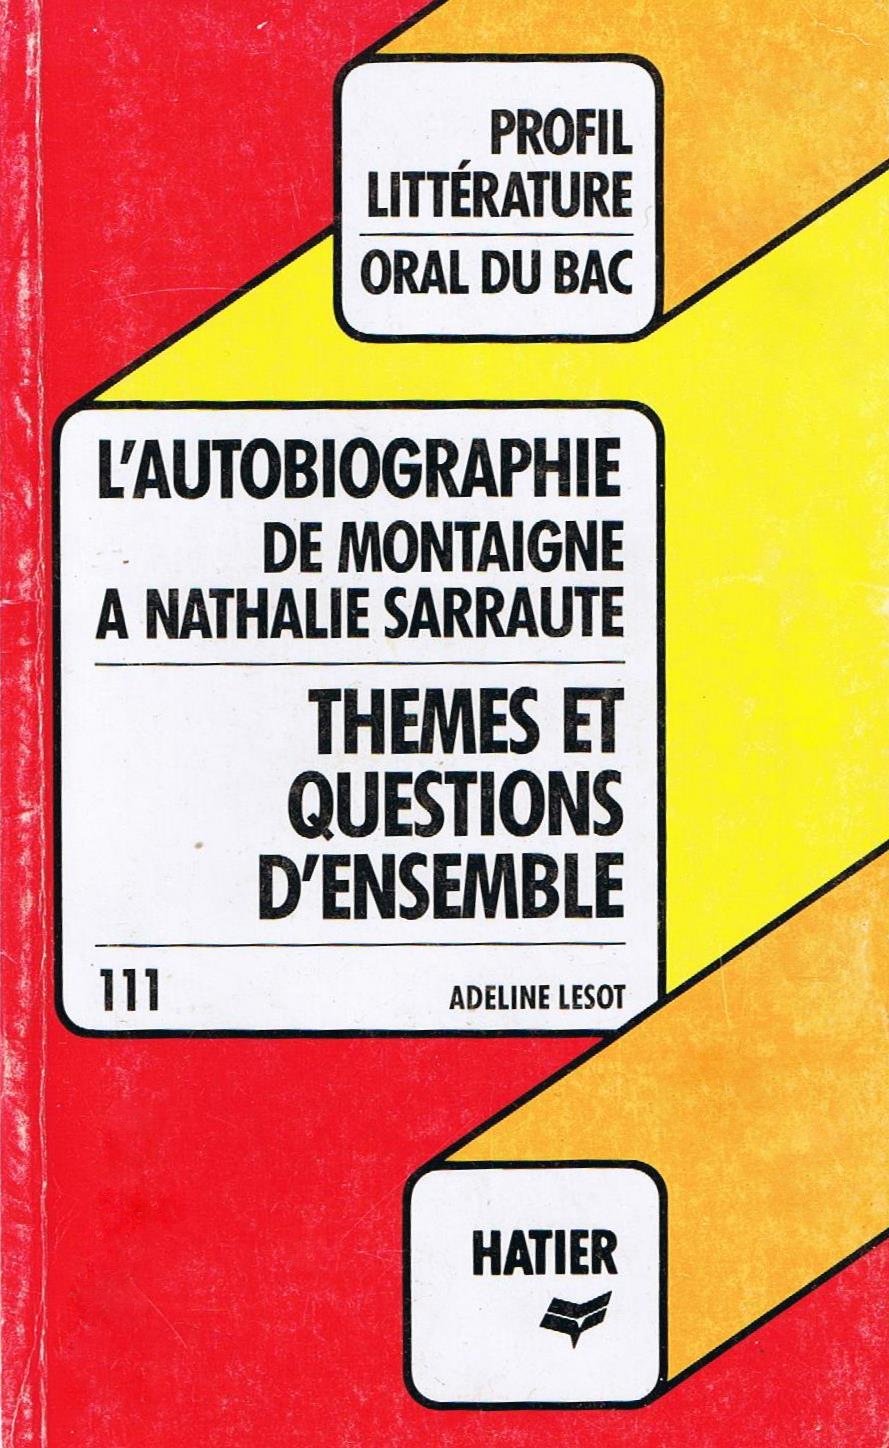 PROFIL
LITTÉRATURE
ORAL DU BAC
L'AUTOBIOGRAPHIE
DE MONTAIGNE
A NATHALIE SARRAUTE
THEMES ET
QUESTIONS
D'ENSEMBLE
111
ADELINE LESOT
HATIER